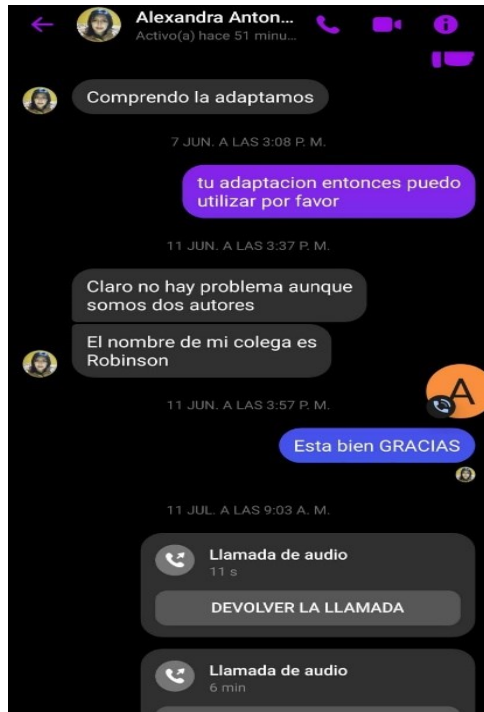 Alexandra Anton...
Activo(a) hace 51 minu...
Comprendo la adaptamos
7 JUN. A LAS 3:08 P. M.
tu adaptacion entonces puedo
utilizar por favor
11 JUN. A LAS 3:37 P. M.
Claro no hay problema aunque
somos dos autores
El nombre de mi colega es
Robinson
A
11 JUN. A LAS 3:57 P. M.
Esta bien GRACIAS
11 JUL. A LAS 9:03 A. M.
Llamada de audio
11 s
DEVOLVER LA LLAMADA
Llamada de audio
6 min